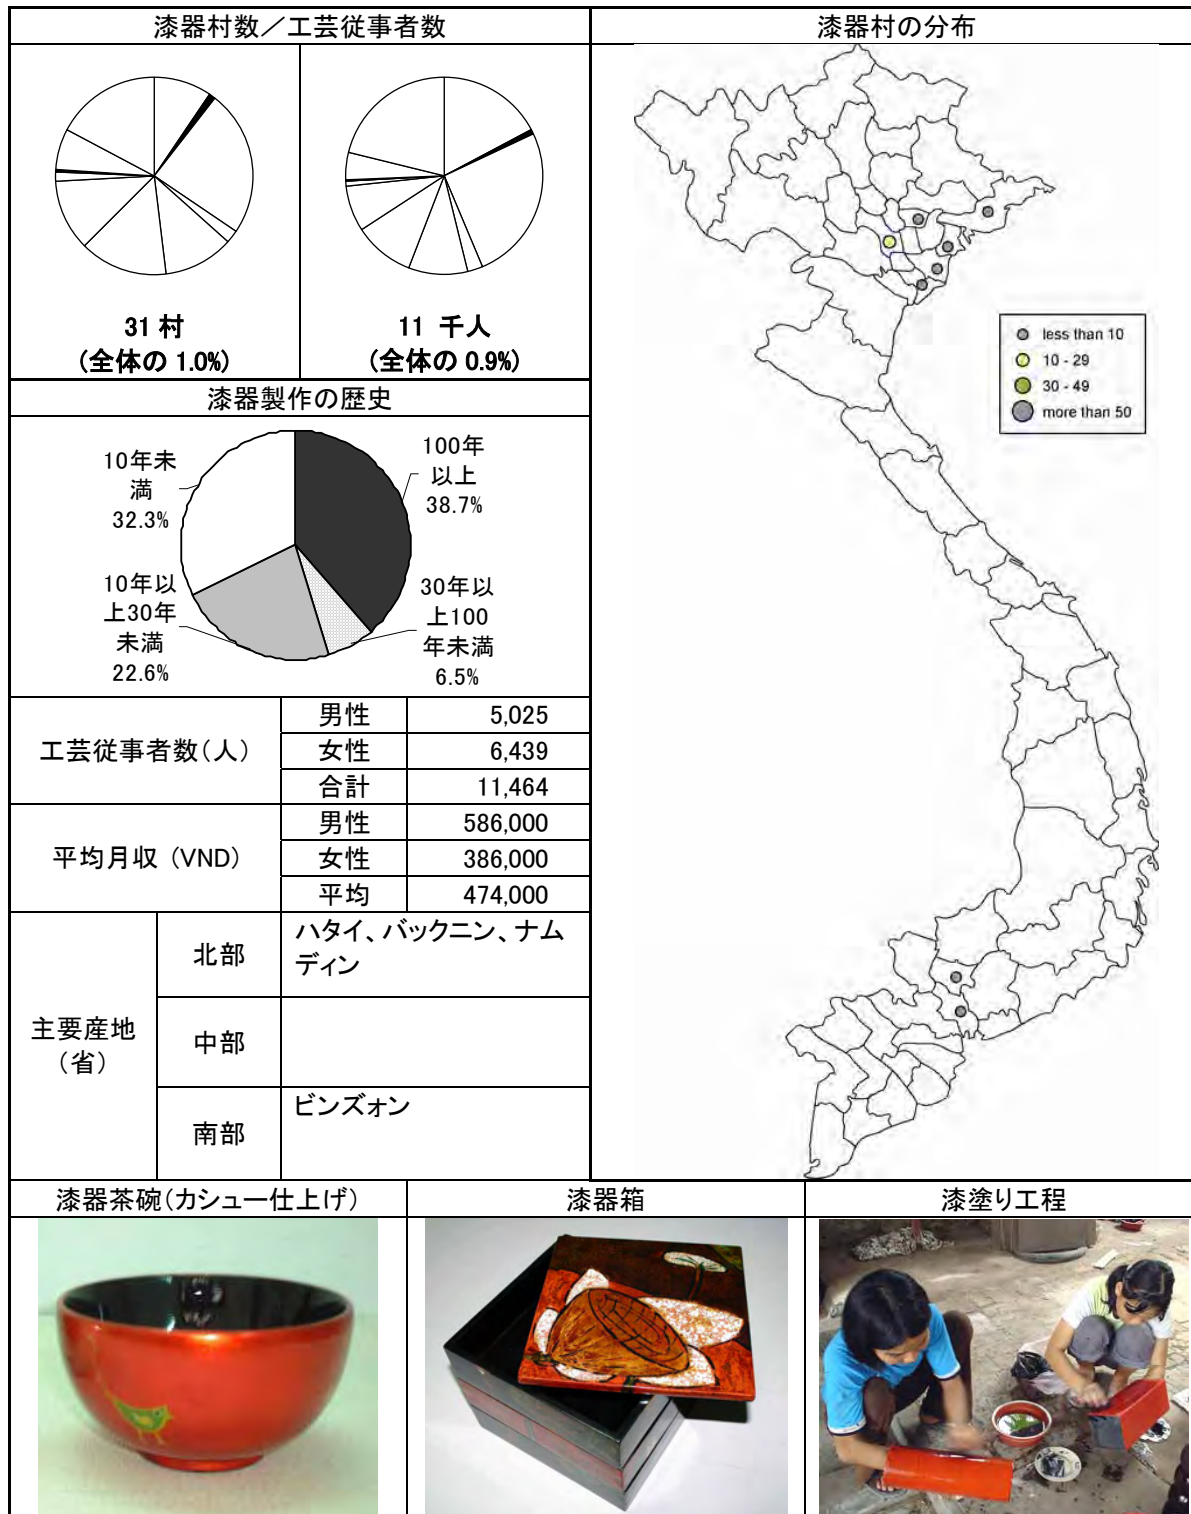 漆器村数／工芸従事者数
漆器村の分布
31 村
(全体の 1.0%)
11 千人
(全体の 0.9%)
less than 10
10 - 29
30 - 49
more than 50
漆器製作の歴史
10年未
満
32.3%
100年
以上
38.7%
10年以
上30年
未満
22.6%
30年以
上100
年未満
6.5%
工芸従事者数(人)
男性 5,025
女性 6,439
合計 11,464
平均月収 (VND)
男性 586,000
女性 386,000
平均 474,000
主要産地
(省)
北部
ハタイ、バックニン、ナム
ディン
中部
南部
ビンズォン
漆器茶碗(カシュー仕上げ)
漆器箱
漆塗り工程